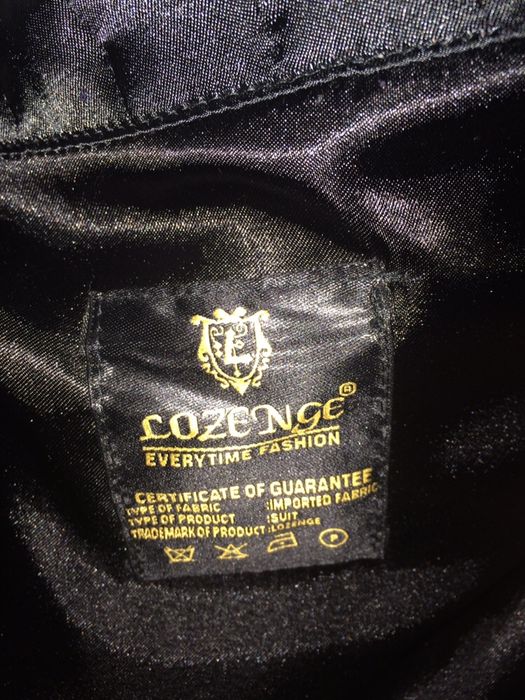 L
LOZENGE®
EVERYTIME FASHION
CERTIFICATE OF GUARANTEE
TYPE OF FABRIC :IMPORTED FABRIC
TYPE OF PRODUCT :SUIT
TRADEMARK OF PRODUCT :LOZENGE
P